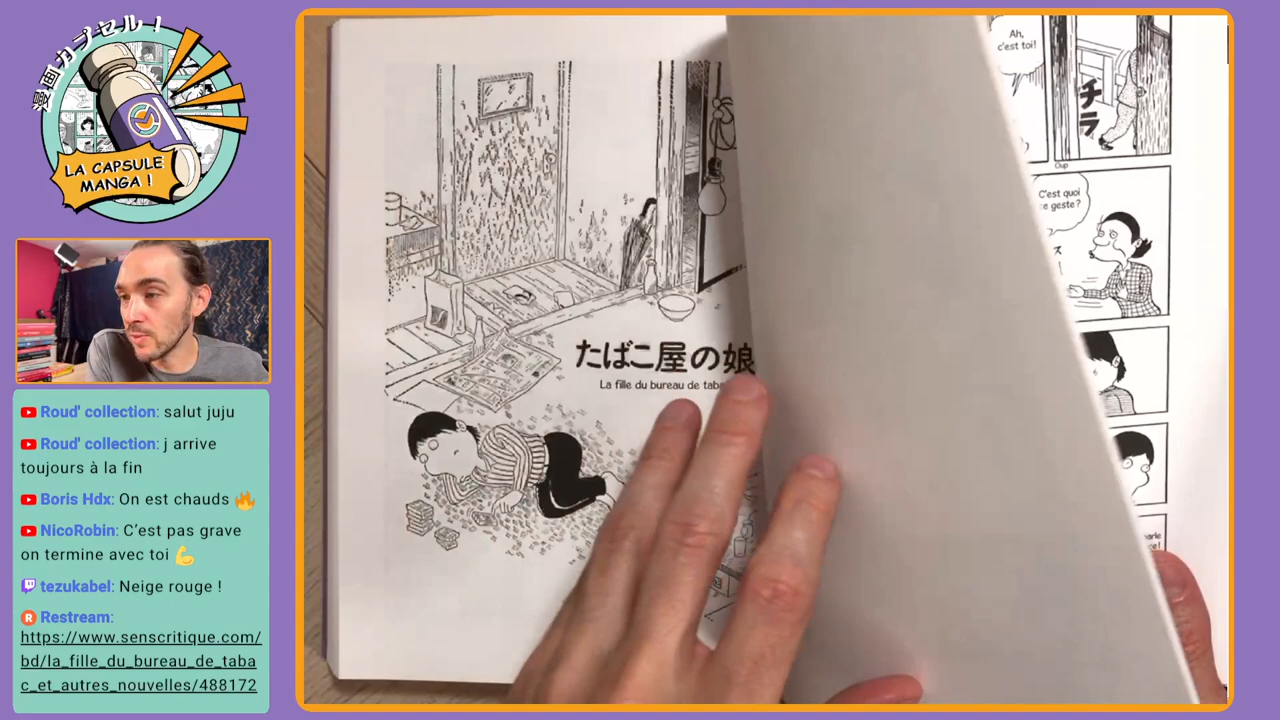 漫画カプセル!
LA CAPSULE
MANGA !
Roud' collection: salut juju
Roud' collection: j arrive
toujours à la fin
Boris Hdx: On est chauds 🔥
NicoRobin: C’est pas grave
on termine avec toi 💪
tezukabel: Neige rouge !
Restream:
https://www.senscritique.com/
bd/la_fille_du_bureau_de_taba
c_et_autres_nouvelles/488172
たばこ屋の娘
La fille du bureau de
Ah,
c'est toi!
チラ
Oup
C'est quoi
ce geste?
ス